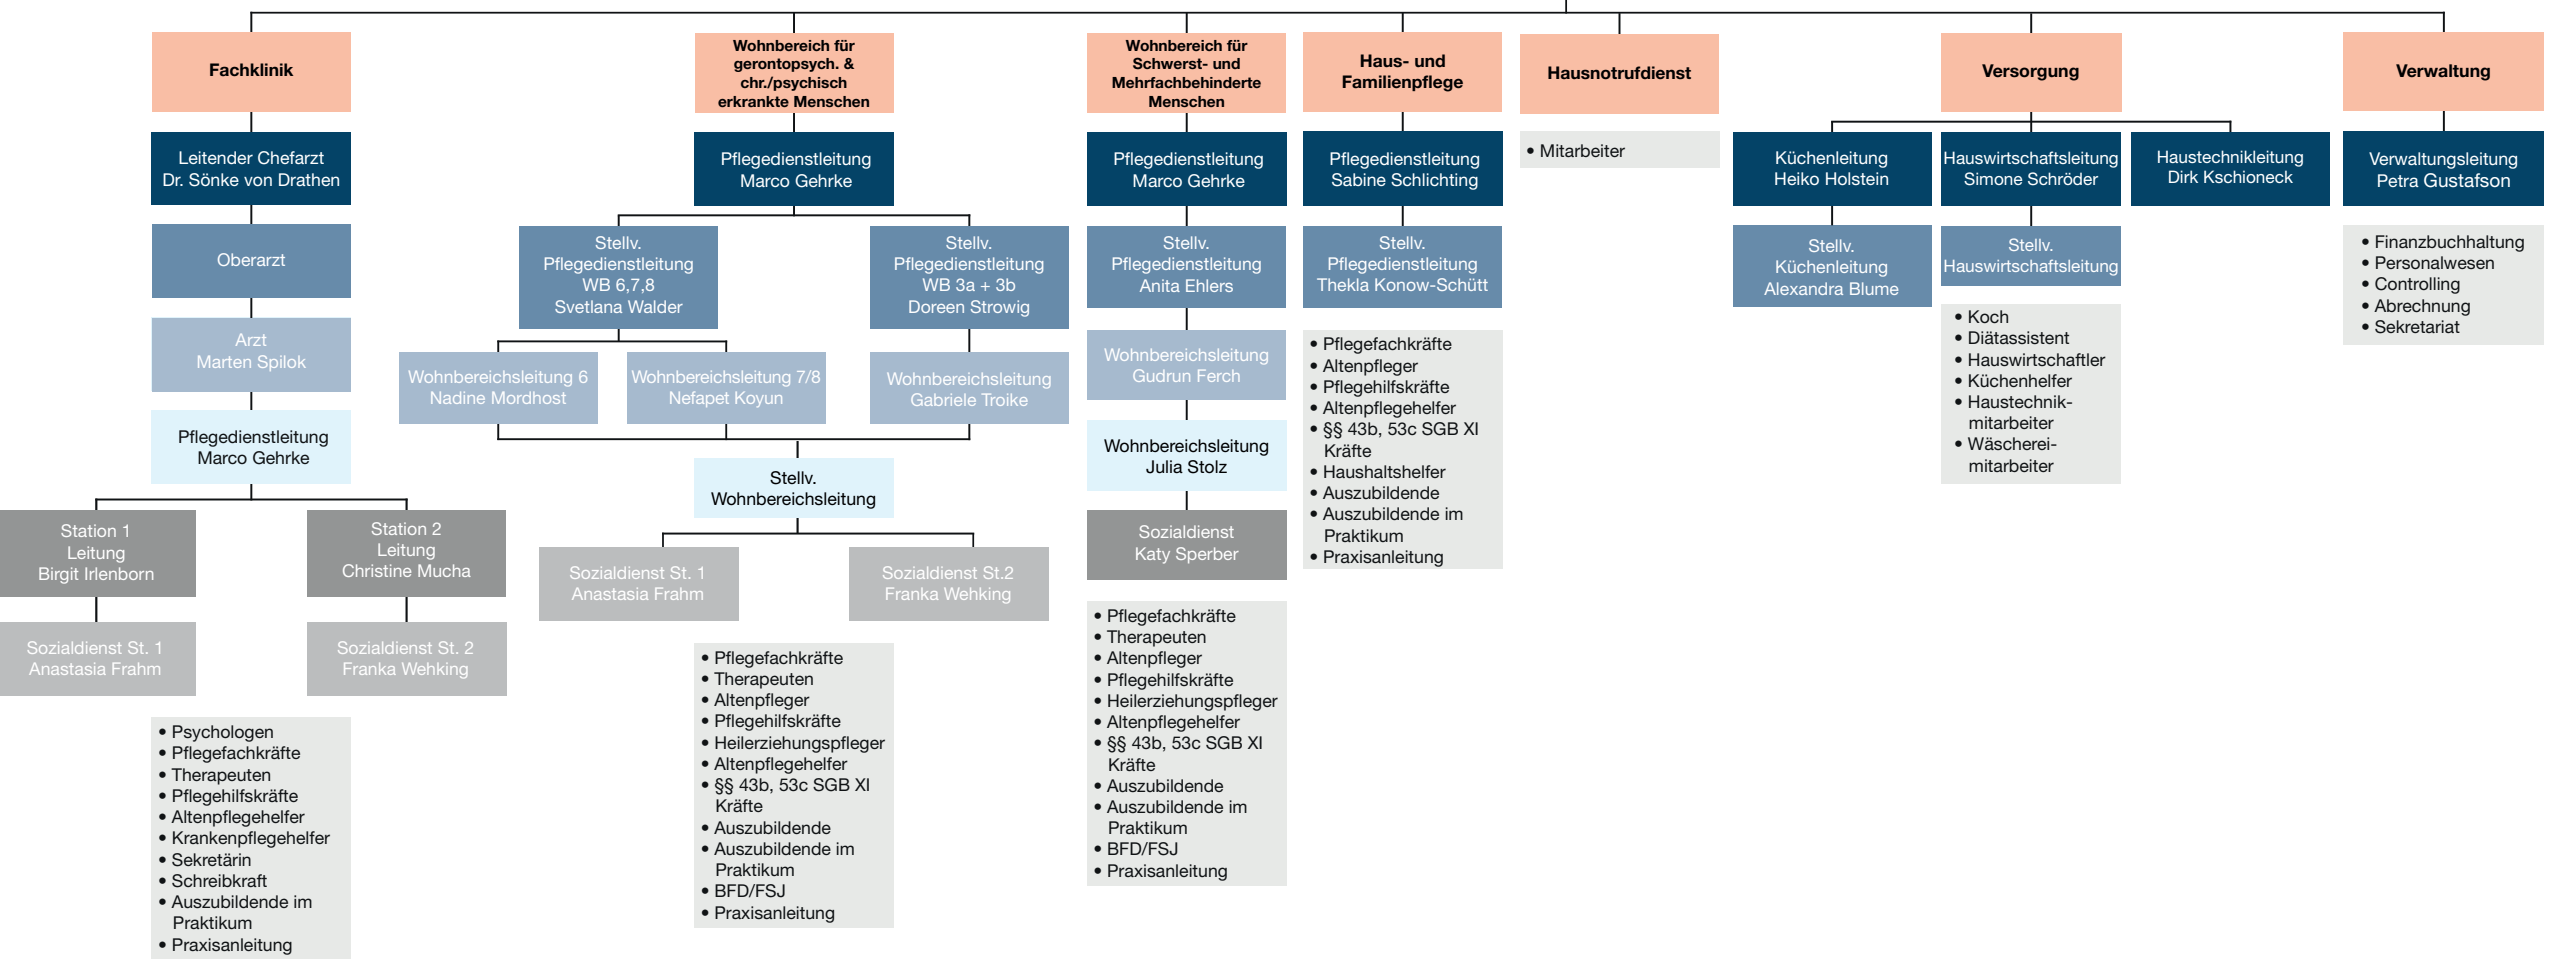 Fachklinik
Leitender Chefarzt
Dr. Sönke von Drathen
Oberarzt
Arzt
Marten Spilok
Pflegedienstleitung
Marco Gehrke
Station 1
Leitung
Birgit Irlenborn
Station 2
Leitung
Christine Mucha
Sozialdienst St. 1
Anastasia Frahm
Sozialdienst St. 2
Franka Wehking
• Psychologen
• Pflegefachkräfte
• Therapeuten
• Pflegehilfskräfte
• Altenpflegehelfer
• Krankenpflegehelfer
• Sekretärin
• Schreibkraft
• Auszubildende im
Praktikum
• Praxisanleitung
Wohnbereich für
gerontopsych. &
chr./psychisch
erkrankte Menschen
Pflegedienstleitung
Marco Gehrke
Stellv.
Pflegedienstleitung
WB 6,7,8
Svetlana Walder
Stellv.
Pflegedienstleitung
WB 3a + 3b
Doreen Strowig
Wohnbereichsleitung 6
Nadine Mordhost
Wohnbereichsleitung 7/8
Nefapet Koyun
Wohnbereichsleitung
Gabriele Troike
Stellv.
Wohnbereichsleitung
Sozialdienst St. 1
Anastasia Frahm
Sozialdienst St.2
Franka Wehking
• Pflegefachkräfte
• Therapeuten
• Altenpfleger
• Pflegehilfskräfte
• Heilerziehungspfleger
• Altenpflegehelfer
• §§ 43b, 53c SGB XI
Kräfte
• Auszubildende
• Auszubildende im
Praktikum
• BFD/FSJ
• Praxisanleitung
Wohnbereich für
Schwerst- und
Mehrfachbehinderte
Menschen
Pflegedienstleitung
Marco Gehrke
Stellv.
Pflegedienstleitung
Anita Ehlers
Wohnbereichsleitung
Gudrun Ferch
Wohnbereichsleitung
Julia Stolz
Sozialdienst
Katy Sperber
• Pflegefachkräfte
• Therapeuten
• Altenpfleger
• Pflegehilfskräfte
• Heilerziehungspfleger
• Altenpflegehelfer
• §§ 43b, 53c SGB XI
Kräfte
• Auszubildende
• Auszubildende im
Praktikum
• BFD/FSJ
• Praxisanleitung
Haus- und
Familienpflege
Pflegedienstleitung
Sabine Schlichting
Stellv.
Pflegedienstleitung
Thekla Konow-Schütt
• Pflegefachkräfte
• Altenpfleger
• Pflegehilfskräfte
• Altenpflegehelfer
• §§ 43b, 53c SGB XI
Kräfte
• Haushaltshelfer
• Auszubildende
• Auszubildende im
Praktikum
• Praxisanleitung
Hausnotrufdienst
• Mitarbeiter
Versorgung
Küchenleitung
Heiko Holstein
Hauswirtschaftsleitung
Simone Schröder
Haustechnikleitung
Dirk Kschioneck
Stellv.
Küchenleitung
Alexandra Blume
Stellv.
Hauswirtschaftsleitung
• Koch
• Diätassistent
• Hauswirtschaftler
• Küchenhelfer
• Haustechnik-
mitarbeiter
• Wäscherei-
mitarbeiter
Verwaltung
Verwaltungsleitung
Petra Gustafson
• Finanzbuchhaltung
• Personalwesen
• Controlling
• Abrechnung
• Sekretariat